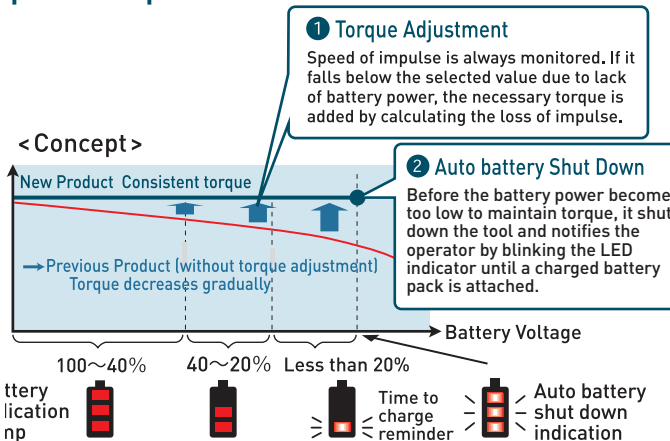 1 Torque Adjustment
Speed of impulse is always monitored. If it
falls below the selected value due to lack
of battery power, the necessary torque is
added by calculating the loss of impulse.
<Concept>
New Product Consistent torque
2 Auto battery Shut Down
Before the battery power become
too low to maintain torque, it shut
down the tool and notifies the
operator by blinking the LED
indicator until a charged battery
pack is attached.
→Previous Product (without torque adjustment)
Torque decreases gradually
Battery Voltage
100～40%
40～20%
Less than 20%
ttery
lication
mp
Time to
charge
reminder
Auto battery
shut down
indication